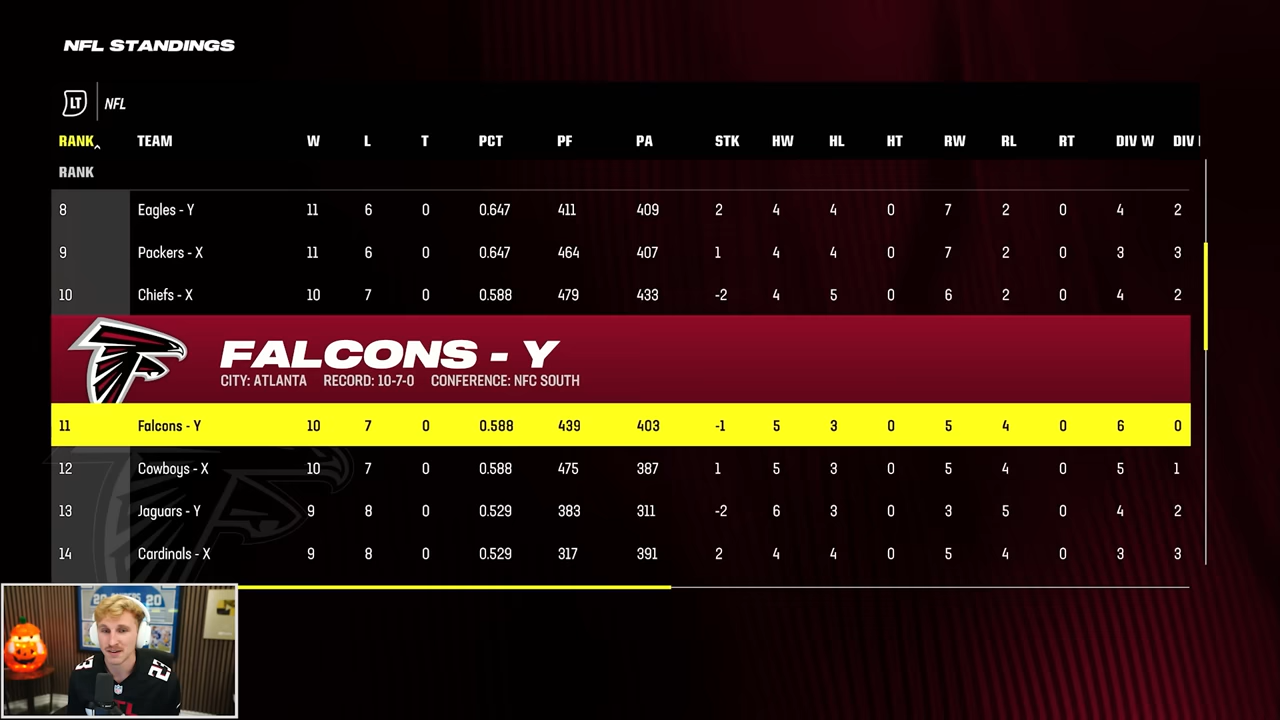 NFL STANDINGS
LT NFL
RANK TEAM W L T PCT PF PA STK HW HL HT RW RL RT DIV W DIV
RANK
8 Eagles - Y 11 6 0 0.647 411 409 2 4 4 0 7 2 0 4 2
9 Packers - X 11 6 0 0.647 464 407 1 4 4 0 7 2 0 3 3
10 Chiefs - X 10 7 0 0.588 479 433 -2 4 5 0 6 2 0 4 2
FALCONS - Y
CITY: ATLANTA RECORD: 10-7-0 CONFERENCE: NFC SOUTH
11 Falcons - Y 10 7 0 0.588 439 403 -1 5 3 0 5 4 0 6 0
12 Cowboys - X 10 7 0 0.588 475 387 1 5 3 0 5 4 0 5 1
13 Jaguars - Y 9 8 0 0.529 383 311 -2 6 3 0 3 5 0 4 2
14 Cardinals - X 9 8 0 0.529 317 391 2 4 4 0 5 4 0 3 3
20 20
23 23